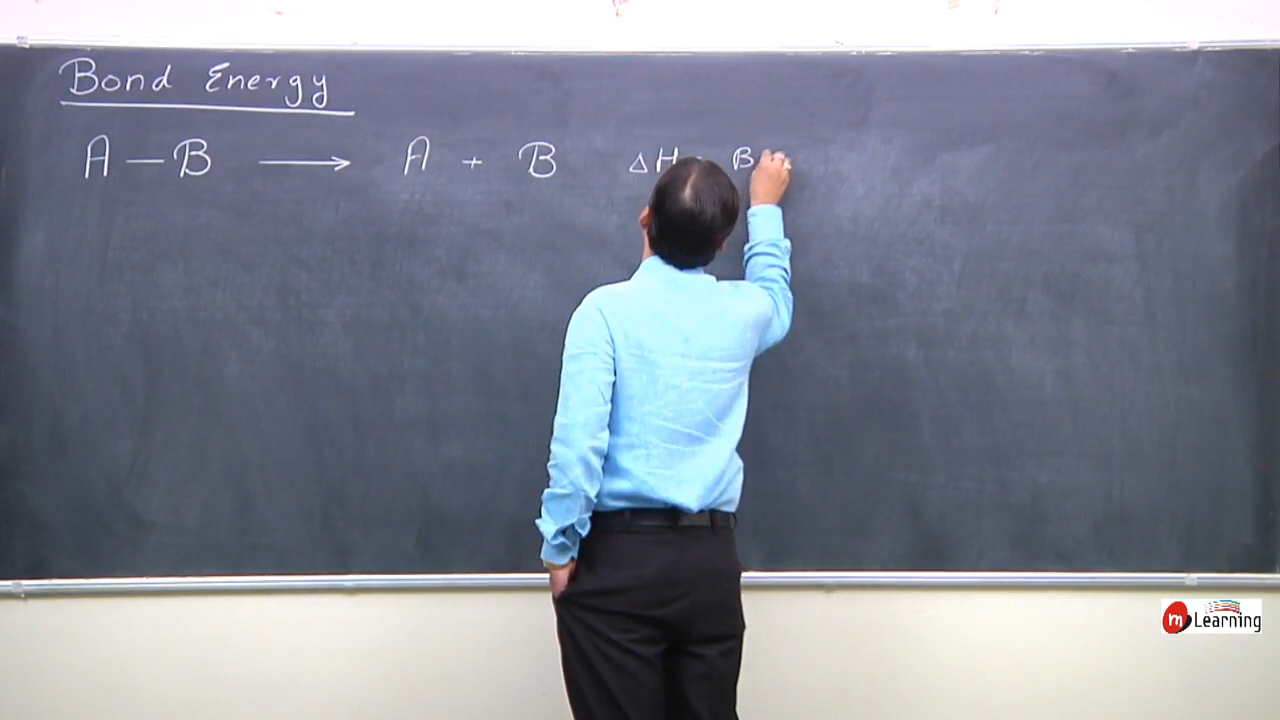 Bond Energy
A — B ⟶ A + B ΔH B
m Learning